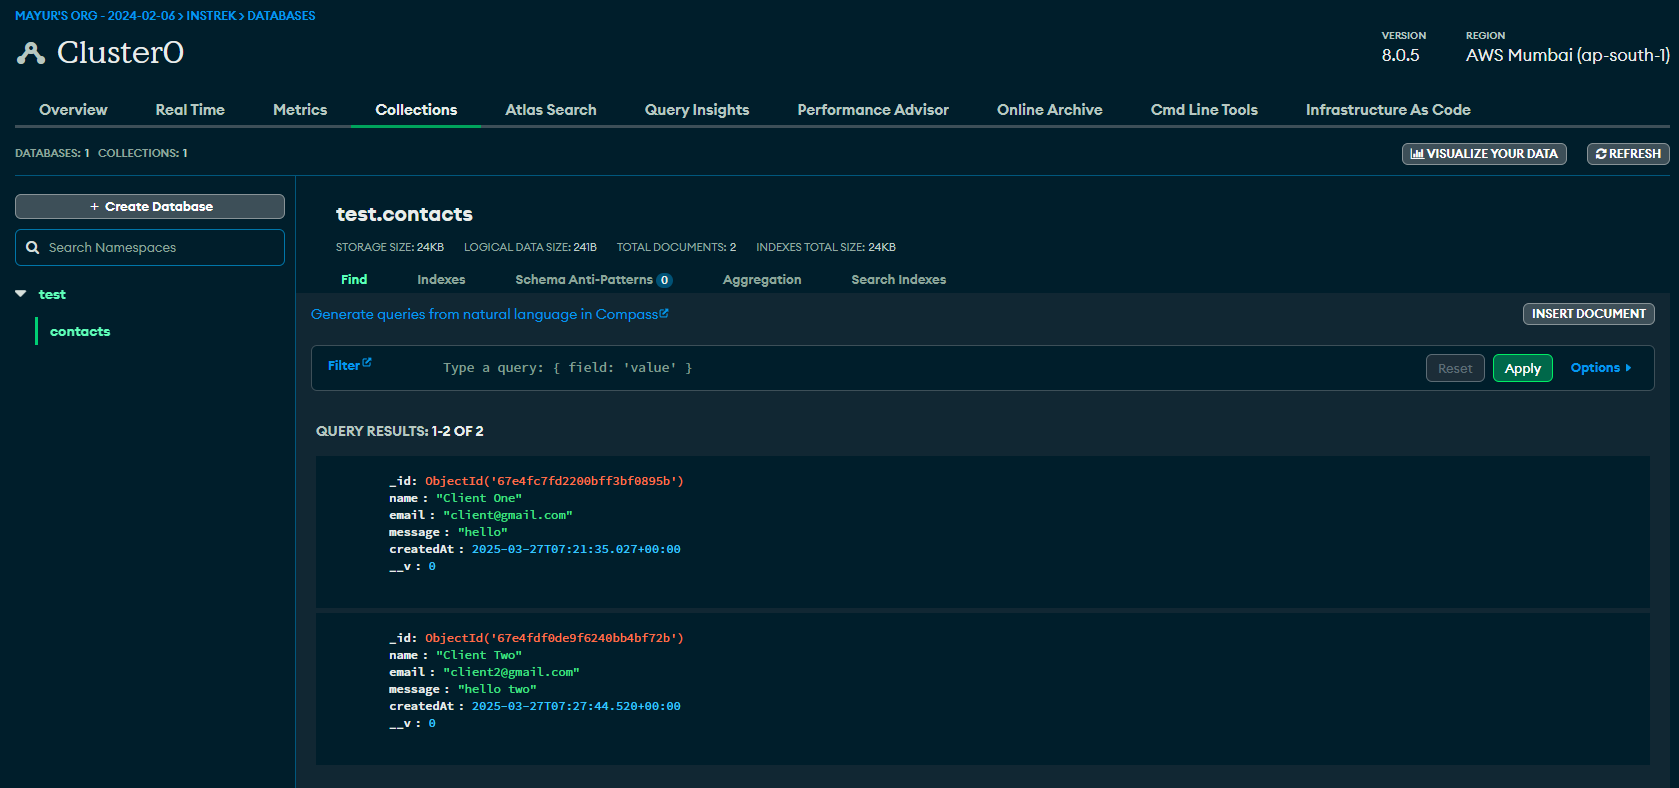 MAYUR'S ORG - 2024-02-06 > INSTREK > DATABASES
Cluster0
VERSION
8.0.5
REGION
AWS Mumbai (ap-south-1)
Overview Real Time Metrics Collections Atlas Search Query Insights Performance Advisor Online Archive Cmd Line Tools Infrastructure As Code
DATABASES: 1 COLLECTIONS: 1
VISUALIZE YOUR DATA REFRESH
+ Create Database
Search Namespaces
test
contacts
test.contacts
STORAGE SIZE: 24KB LOGICAL DATA SIZE: 241B TOTAL DOCUMENTS: 2 INDEXES TOTAL SIZE: 24KB
Find Indexes Schema Anti-Patterns 0 Aggregation Search Indexes
Generate queries from natural language in Compass
INSERT DOCUMENT
Filter Type a query: { field: 'value' } Reset Apply Options
QUERY RESULTS: 1-2 OF 2
_id: ObjectId('67e4fc7fd2200bff3bf0895b')
name : "Client One"
email : "client@gmail.com"
message : "hello"
createdAt : 2025-03-27T07:21:35.027+00:00
__v : 0
_id: ObjectId('67e4fdf0de9f6240bb4bf72b')
name : "Client Two"
email : "client2@gmail.com"
message : "hello two"
createdAt : 2025-03-27T07:27:44.520+00:00
__v : 0